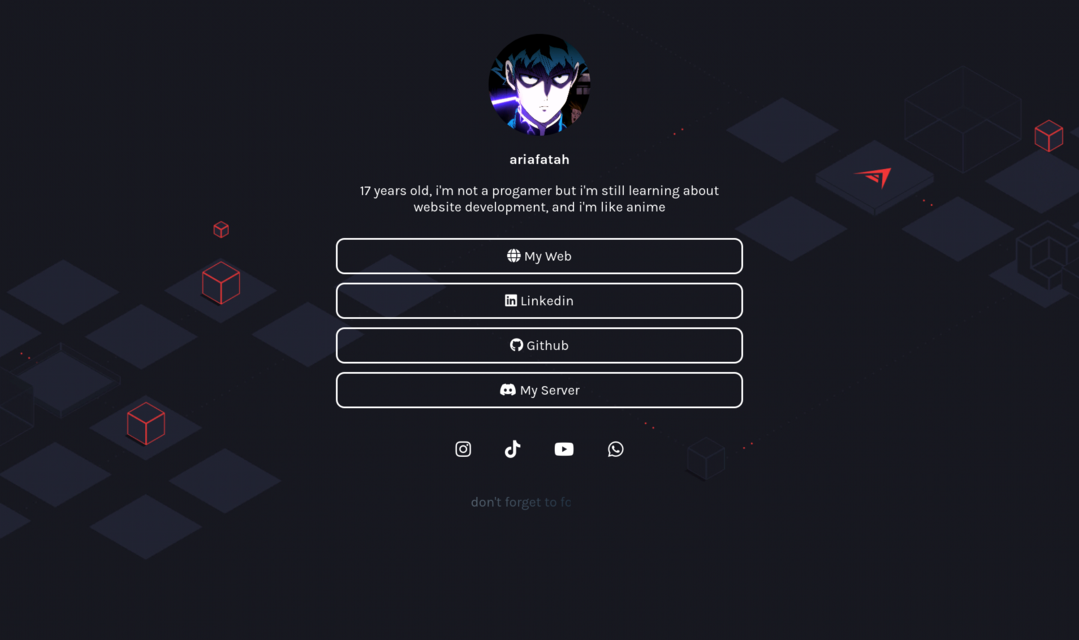 ariafatah
17 years old, i'm not a progamer but i'm still learning about
website development, and i'm like anime
My Web
Linkedin
Github
My Server
don't forget to fo